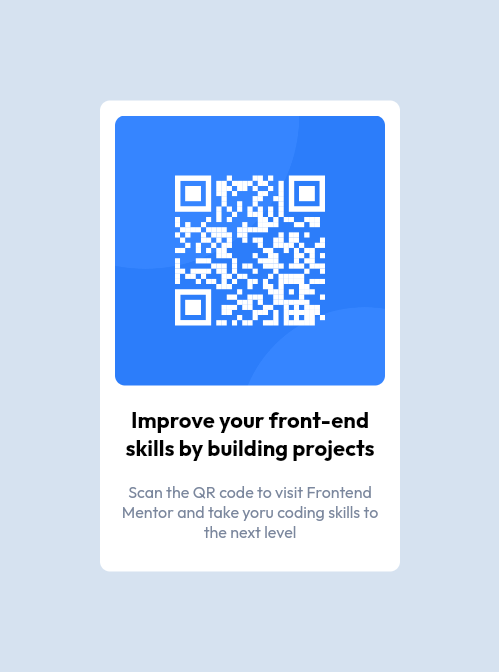 Improve your front-end
skills by building projects
Scan the QR code to visit Frontend
Mentor and take yoru coding skills to
the next level